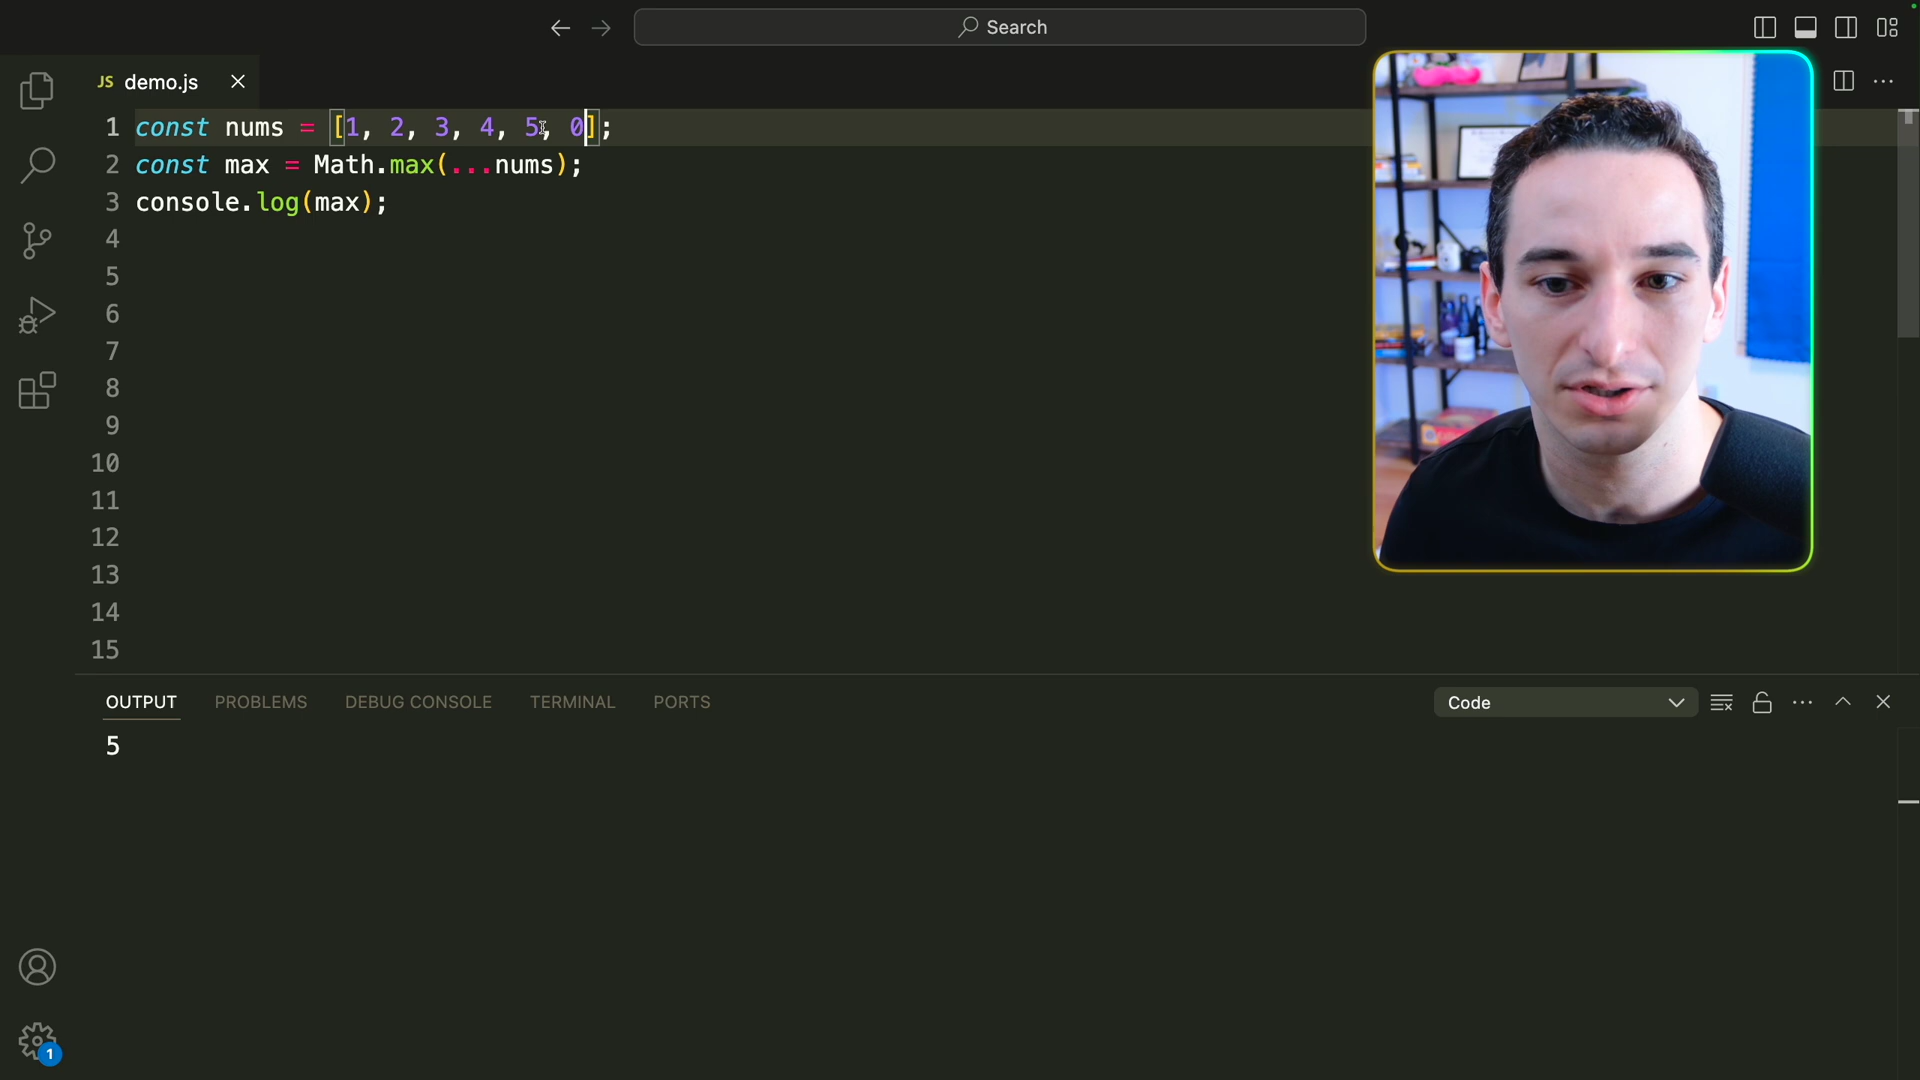 Search
JS demo.js
1 const nums = [1, 2, 3, 4, 5, 0];
2 const max = Math.max(...nums);
3 console.log(max);
4
5
6
7
8
9
10
11
12
13
14
15
OUTPUT PROBLEMS DEBUG CONSOLE TERMINAL PORTS Code
5
1